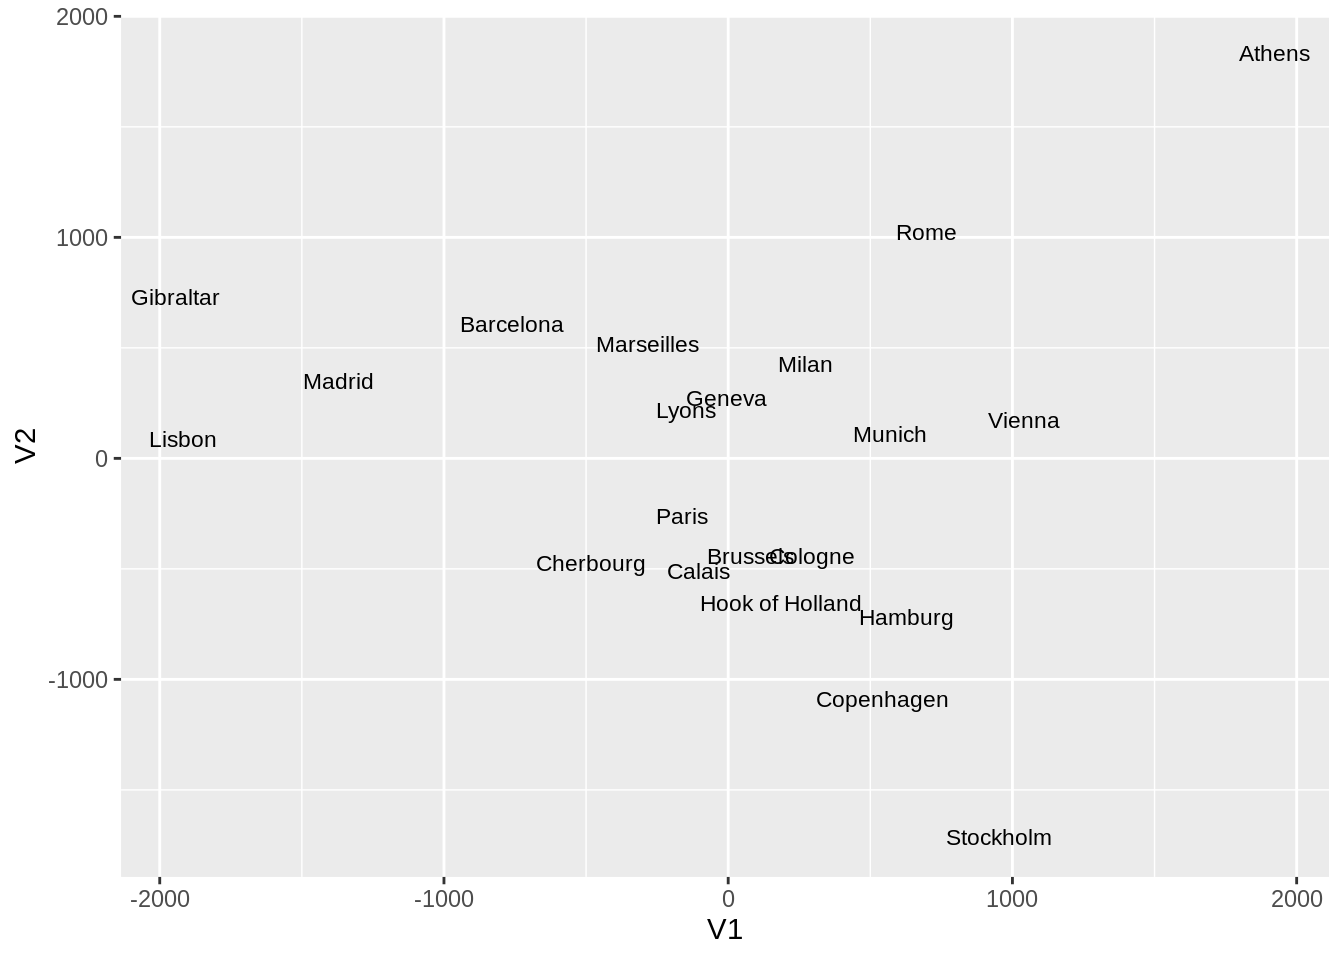 2000
Athens
Rome
1000
Gibraltar
Barcelona
Marseilles
Milan
Madrid
Geneva
Lyons
Vienna
Munich
Lisbon
V2
0
Paris
Brussels
Cologne
Cherbourg
Calais
Hook of Holland
Hamburg
-1000
Copenhagen
Stockholm
-2000 -1000 0 1000 2000
V1